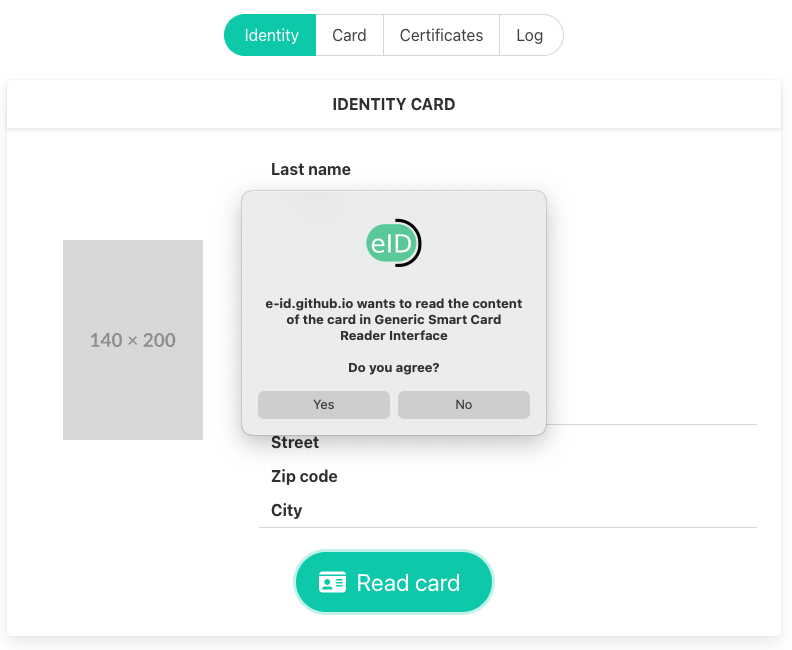 Identity Card Certificates Log
IDENTITY CARD
Last name
eID
e-id.github.io wants to read the content
of the card in Generic Smart Card
Reader Interface
Do you agree?
Yes No
140 × 200
Street
Zip code
City
Read card